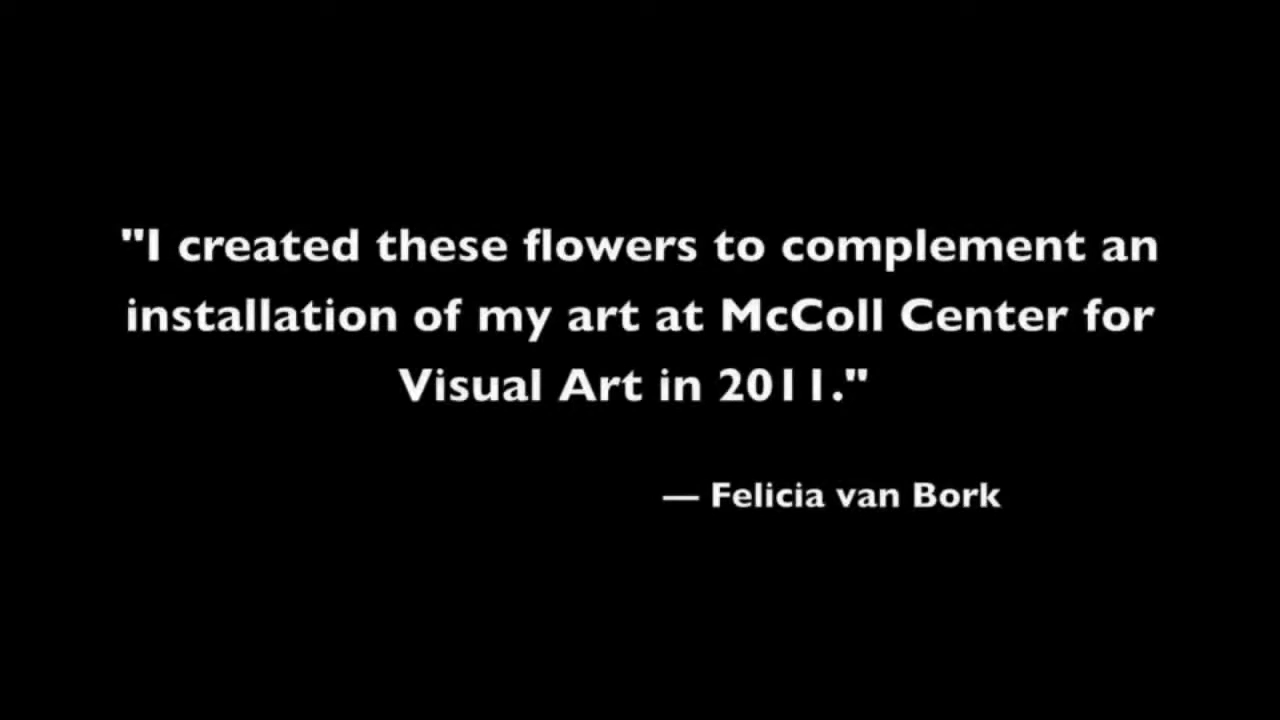 "I created these flowers to complement an
installation of my art at McColl Center for
Visual Art in 2011."
— Felicia van Bork